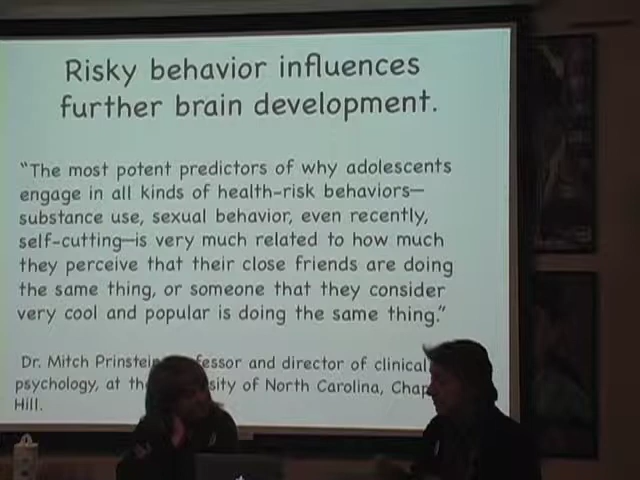 Risky behavior influences
further brain development.
"The most potent predictors of why adolescents
engage in all kinds of health-risk behaviors—
substance use, sexual behavior, even recently,
self-cutting—is very much related to how much
they perceive that their close friends are doing
the same thing, or someone that they consider
very cool and popular is doing the same thing."
Dr. Mitch Prinstein, fessor and director of clinical
psychology, at th sity of North Carolina, Chap
Hill.